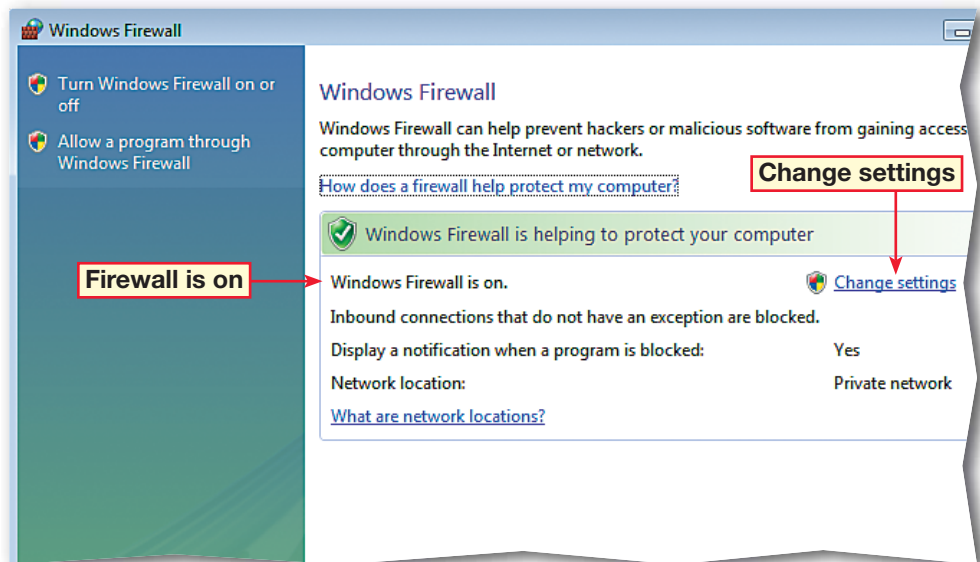 Windows Firewall
Turn Windows Firewall on or
off
Allow a program through
Windows Firewall
Windows Firewall
Windows Firewall can help prevent hackers or malicious software from gaining access
computer through the Internet or network.
How does a firewall help protect my computer?
Change settings
Windows Firewall is helping to protect your computer
Firewall is on
Windows Firewall is on.
Change settings
Inbound connections that do not have an exception are blocked.
Display a notification when a program is blocked: Yes
Network location: Private network
What are network locations?